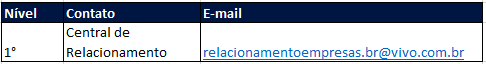 Nível Contato E-mail
Central de
1° Relacionamento relacionamentoempresas.br@vivo.com.br